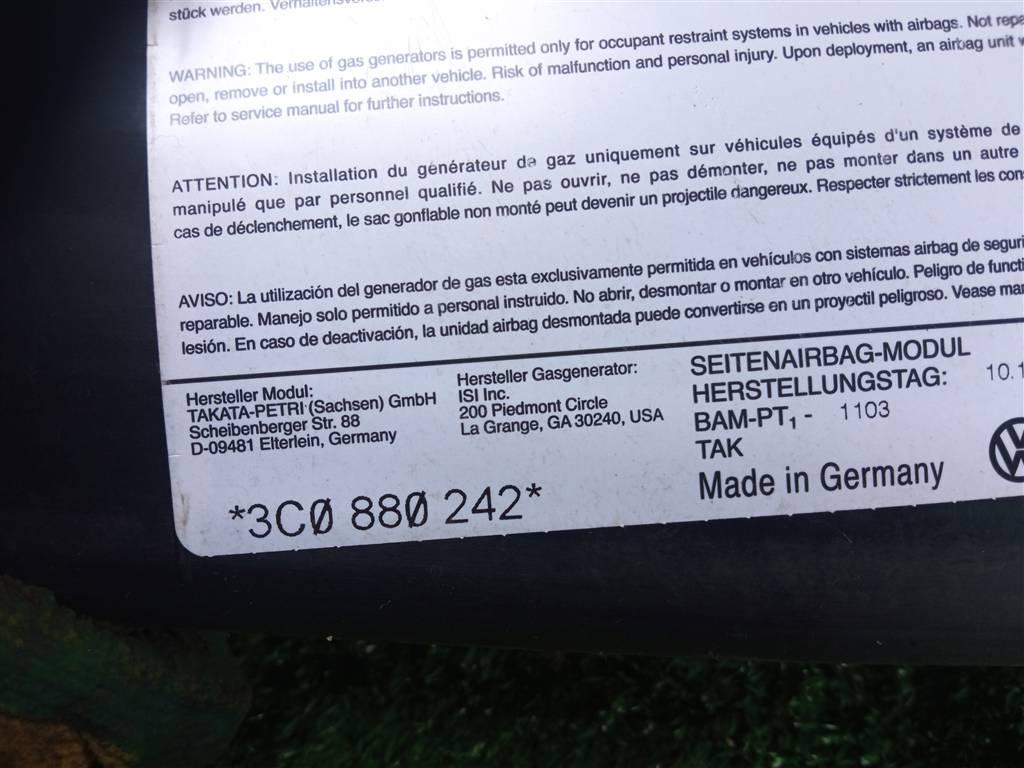 stück werden.
WARNING: The use of gas generators is permitted only for occupant restraint systems in vehicles with airbags. Not
open, remove or install into another vehicle. Risk of malfunction and personal injury. Upon deployment, an airbag unit
Refer to service manual for further instructions.
ATTENTION: Installation du générateur de gaz uniquement sur véhicules équipés d'un système de
manipulé que par personnel qualifié. Ne pas ouvrir, ne pas démonter, ne pas monter dans un autre
cas de déclenchement, le sac gonflable non monté peut devenir un projectile dangereux. Respecter strictement les
AVISO: La utilización del generador de gas esta exclusivamente permitida en vehículos con sistemas airbag de
reparable. Manejo solo permitido a personal instruido. No abrir, desmontar o montar en otro vehículo. Peligro de
lesión. En caso de deactivación, la unidad airbag desmontada puede convertirse en un proyectil peligroso. Vease
Hersteller Modul:
TAKATA-PETRI (Sachsen) GmbH
Scheibenberger Str. 88
D-09481 Elterlein, Germany
Hersteller Gasgenerator:
ISI Inc.
200 Piedmont Circle
La Grange, GA 30240, USA
SEITENAIRBAG-MODUL
HERSTELLUNGSTAG: 10.1
BAM-PT₁ - 1103
TAK
Made in Germany
*3C0 880 242*